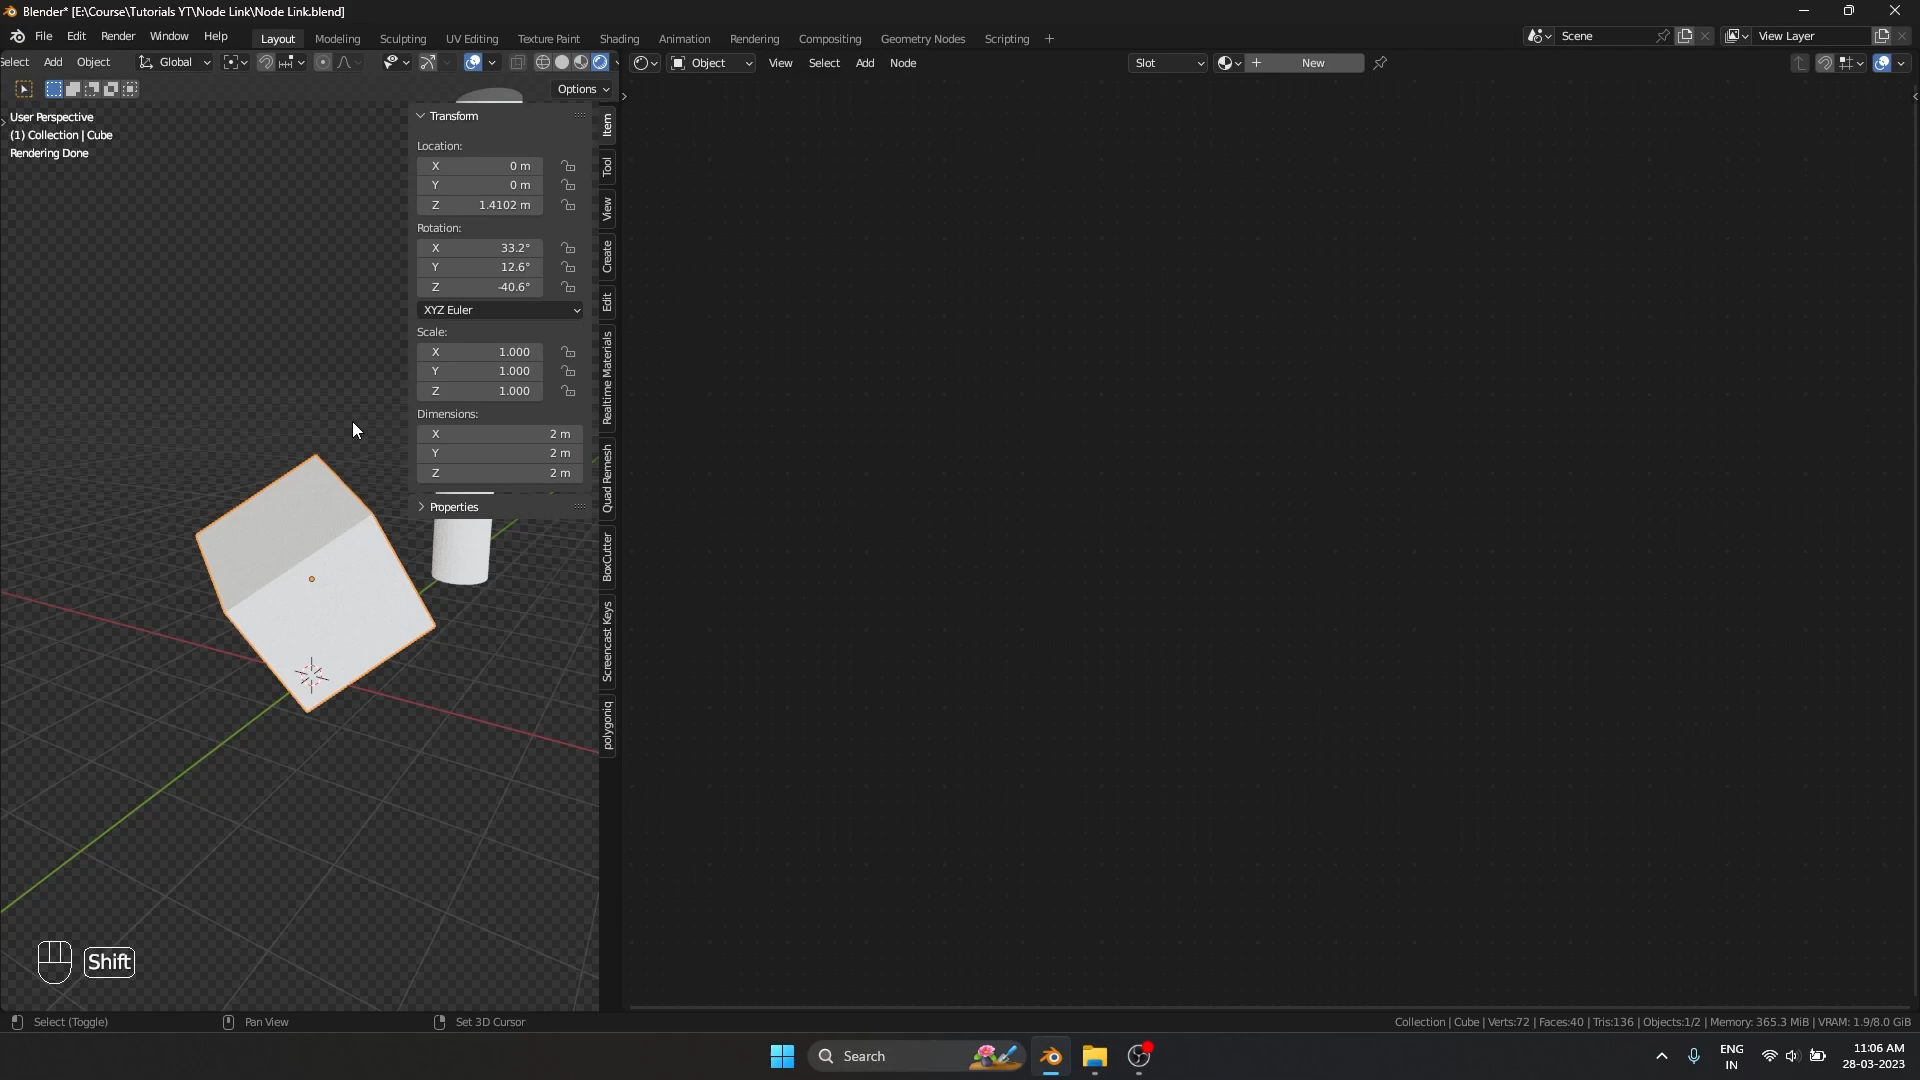 Blender* [E:\Course\Tutorials YT\Node Link\Node Link.blend]
File Edit Render Window Help Layout Modeling Sculpting UV Editing Texture Paint Shading Animation Rendering Compositing Geometry Nodes Scripting + Scene View Layer
Select Add Object Global Object View Select Add Node Slot New
Options
User Perspective
(1) Collection | Cube
Rendering Done
Transform
Location:
X 0 m
Y 0 m
Z 1.4102 m
Rotation:
X 33.2°
Y 12.6°
Z -40.6°
XYZ Euler
Scale:
X 1.000
Y 1.000
Z 1.000
Dimensions:
X 2 m
Y 2 m
Z 2 m
Properties
Item
Tool
View
Create
Edit
Realtime Materials
Quad Remesh
BoxCutter
Screencast Keys
polygoniq
Shift
Select (Toggle) Pan View Set 3D Cursor Collection | Cube | Verts:72 | Faces:40 | Tris:136 | Objects:1/2 | Memory: 365.3 MiB | VRAM: 1.9/8.0 GiB
Search
ENG
IN
11:06 AM
28-03-2023